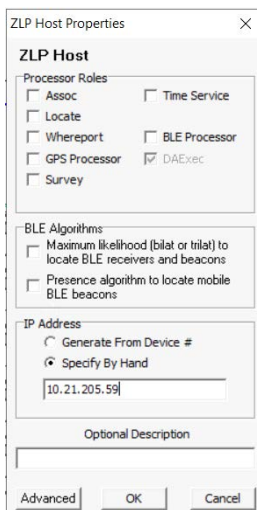 ZLP Host Properties
ZLP Host
Processor Roles
Assoc Time Service
Locate
Whereport BLE Processor
GPS Processor DAExec
Survey
BLE Algorithms
Maximum likelihood (bilat or trilat) to
locate BLE receivers and beacons
Presence algorithm to locate mobile
BLE beacons
IP Address
Generate From Device #
Specify By Hand
10.21.205.59
Optional Description
Advanced OK Cancel